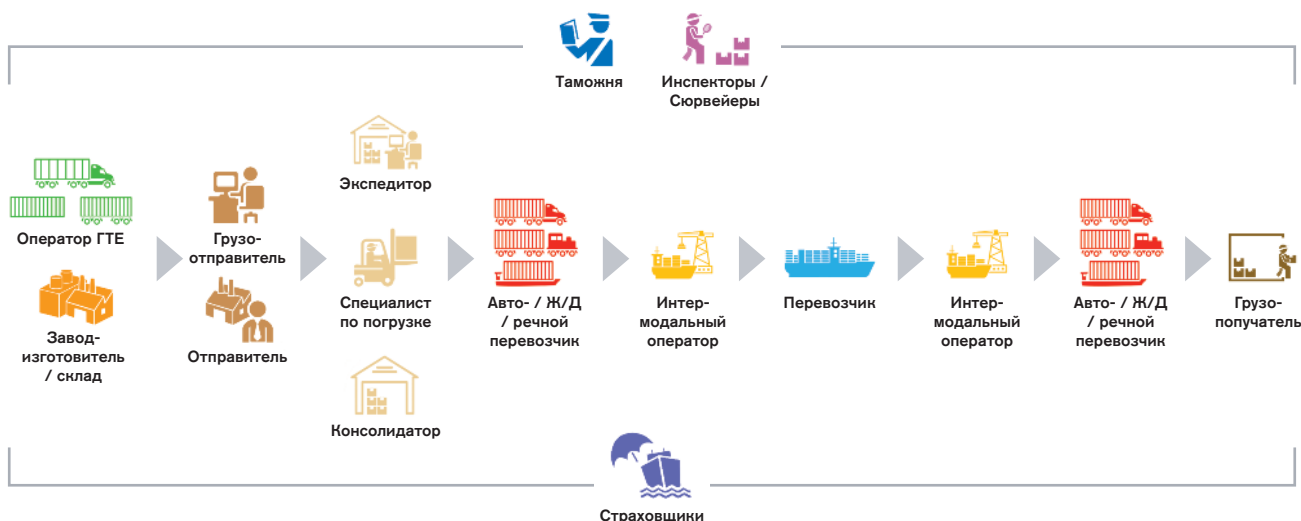 Таможня
Инспекторы /
Сюрвейеры
Оператор ГТЕ
Завод-
изготовитель
/ склад
Грузо-
отправитель
Отправитель
Экспедитор
Специалист
по погрузке
Консолидатор
Авто- / Ж/Д
/ речной
перевозчик
Интер-
модальный
оператор
Перевозчик
Интер-
модальный
оператор
Авто- / Ж/Д
/ речной
перевозчик
Грузо-
попучатель
Страховщики